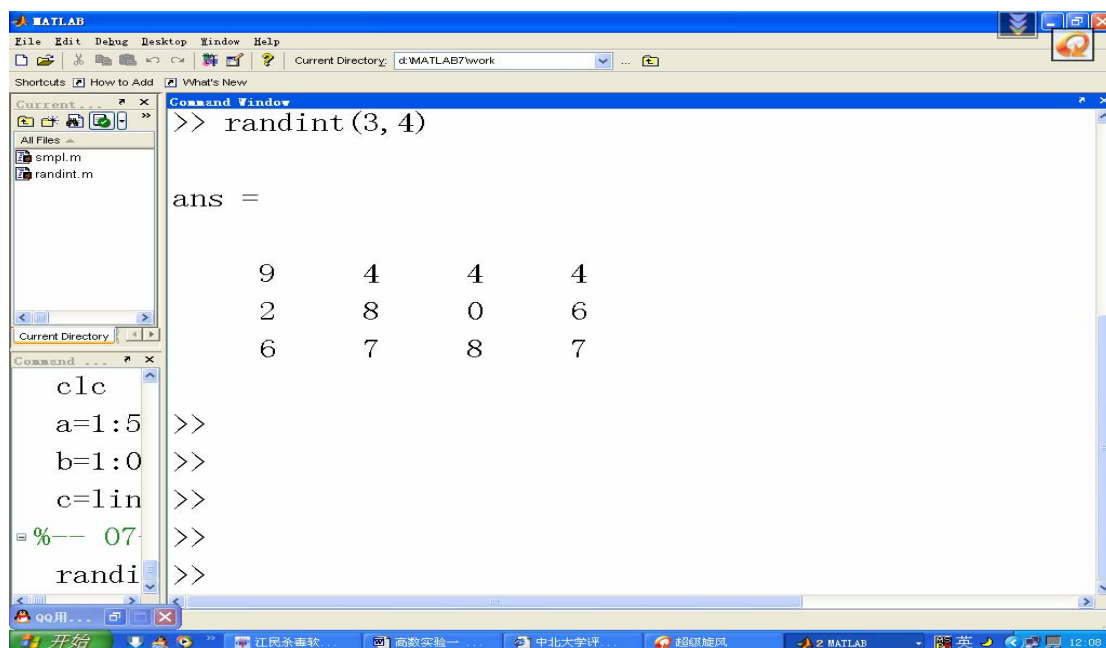 MATLAB
File Edit Debug Desktop Window Help
Current Directory: d:\MATLAB7\work ...
Shortcuts How to Add What's New
Current ...
All Files
smpl.m
randint.m
Current Directory
Command Window
>> randint(3,4)
ans =
9 4 4 4
2 8 0 6
6 7 8 7
>>
>>
>>
>>
>>
Command ...
clc
a=1:5
b=1:0
c=lin
%-- 07
randi
QQ用...
开始 江民杀毒软... 高数实验一 ... 中北大学评... 超级旋风 2 MATLAB 英 12:08